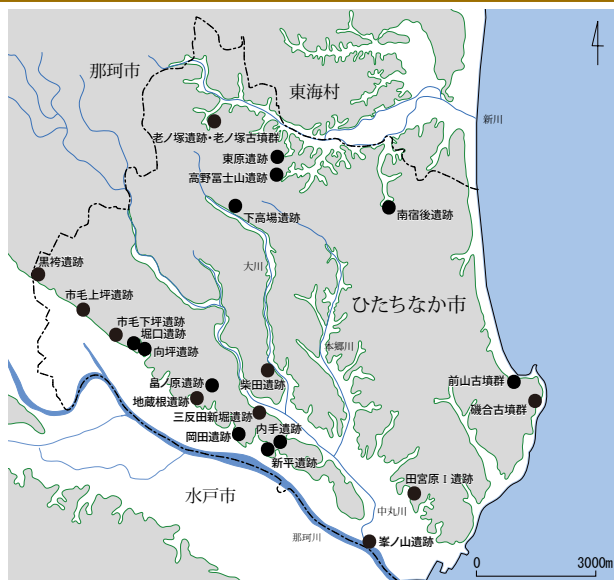 那珂市
東海村
新川
老ノ塚遺跡・老ノ塚古墳群
東原遺跡
高野冨士山遺跡
下高場遺跡
南宿後遺跡
黒袴遺跡
大川
市毛上坪遺跡
ひたちなか市
市毛下坪遺跡
堀口遺跡
向坪遺跡
本郷川
畠ノ原遺跡
柴田遺跡
前山古墳群
地蔵根遺跡
磯合古墳群
三反田新堀遺跡
岡田遺跡
内手遺跡
新平遺跡
田宮原Ⅰ遺跡
水戸市
中丸川
那珂川
峯ノ山遺跡
0
3000m